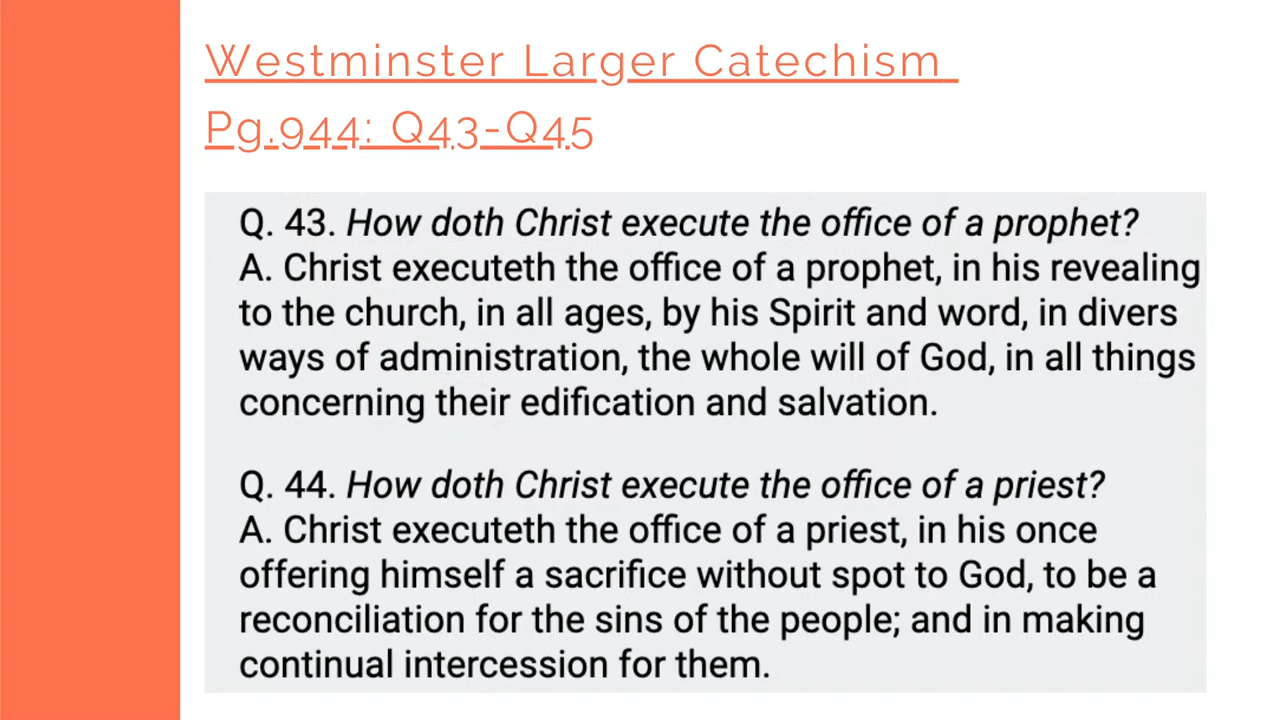 Westminster Larger Catechism
Pg.944: Q43-Q45
Q. 43. How doth Christ execute the office of a prophet?
A. Christ executeth the office of a prophet, in his revealing
to the church, in all ages, by his Spirit and word, in divers
ways of administration, the whole will of God, in all things
concerning their edification and salvation.
Q. 44. How doth Christ execute the office of a priest?
A. Christ executeth the office of a priest, in his once
offering himself a sacrifice without spot to God, to be a
reconciliation for the sins of the people; and in making
continual intercession for them.